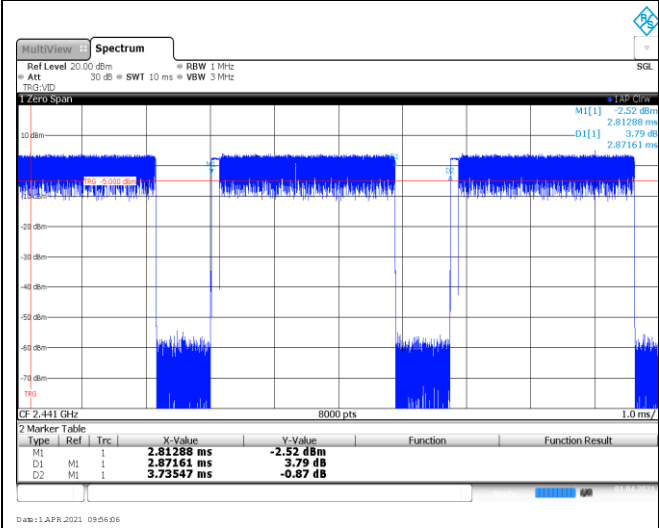 R&S
MultiView Spectrum
Ref Level 20.00 dBm RBW 1 MHz SGL
Att 30 dB SWT 10 ms VBW 3 MHz
TRG:VID
1 Zero Span 1AP Clrw
M1[1] -2.52 dBm
2.81288 ms
10 dBm D1[1] 3.79 dB
2.87161 ms
M1 D1
D2
TRG -5.000 dBm
-10 dBm
-20 dBm
-30 dBm
-40 dBm
-50 dBm
-60 dBm
-70 dBm
TRG
CF 2.441 GHz 8000 pts 1.0 ms/
2 Marker Table
Type Ref Trc X-Value Y-Value Function Function Result
M1 1 2.81288 ms -2.52 dBm
D1 M1 1 2.87161 ms 3.79 dB
D2 M1 1 3.73547 ms -0.87 dB
Date: 1.APR.2021 09:56:06